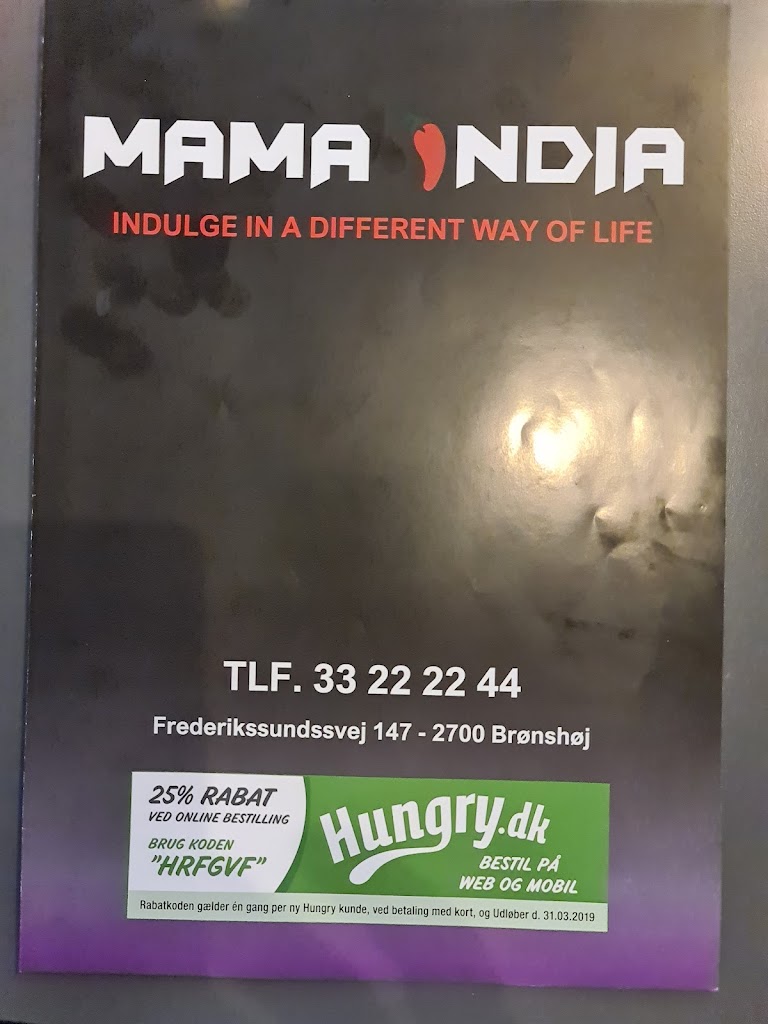 MAMA INDIA
INDULGE IN A DIFFERENT WAY OF LIFE
TLF. 33 22 22 44
Frederikssundssvej 147 - 2700 Brønshøj
25% RABAT
VED ONLINE BESTILLING
BRUG KODEN
"HRFGVF"
Hungry.dk
BESTIL PÅ
WEB OG MOBIL
Rabatkoden gælder én gang per ny Hungry kunde, ved betaling med kort, og Udløber d. 31.03.2019